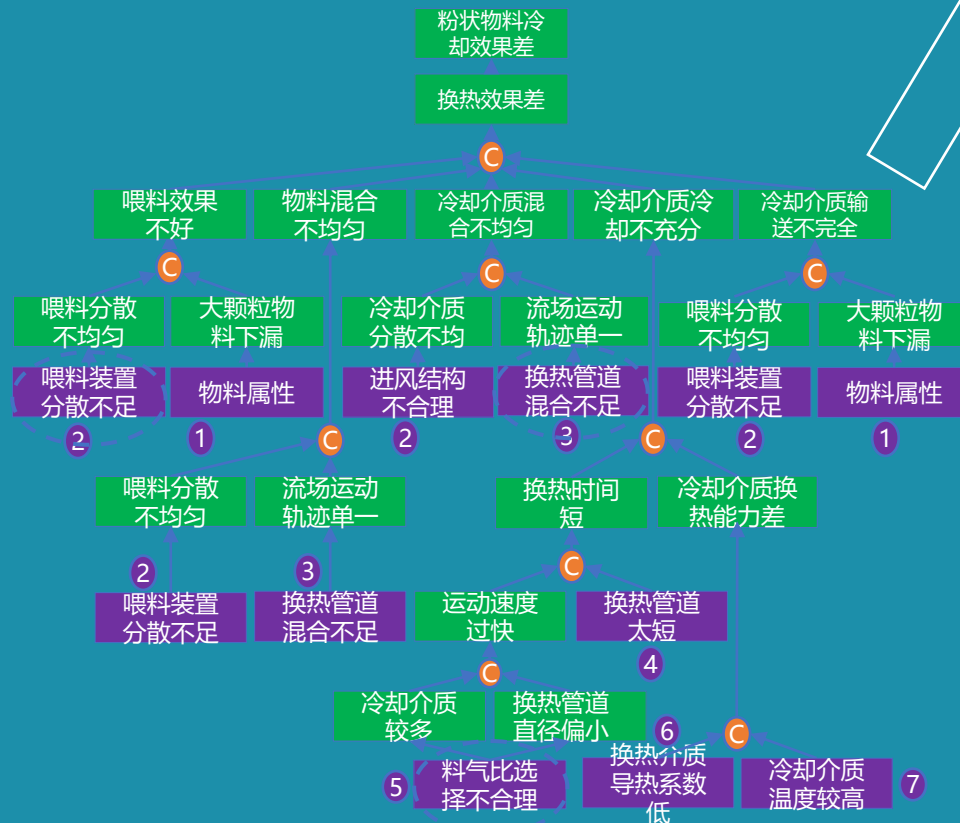 粉状物料冷
却效果差
换热效果差
C
喂料效果
不好
物料混合
不均匀
冷却介质混
合不均匀
冷却介质冷
却不充分
冷却介质输
送不完全
C
C
C
喂料分散
不均匀
大颗粒物
料下漏
冷却介质
分散不均
流场运动
轨迹单一
喂料分散
不均匀
大颗粒物
料下漏
喂料装置
分散不足
物料属性
进风结构
不合理
换热管道
混合不足
喂料装置
分散不足
物料属性
2
1
2
3
2
1
C
C
喂料分散
不均匀
流场运动
轨迹单一
换热时间
短
冷却介质换
热能力差
2
3
C
喂料装置
分散不足
换热管道
混合不足
运动速度
过快
换热管道
太短
4
C
冷却介质
较多
换热管道
直径偏小
6
C
5
料气比选
择不合理
换热介质
导热系数
低
冷却介质
温度较高
7